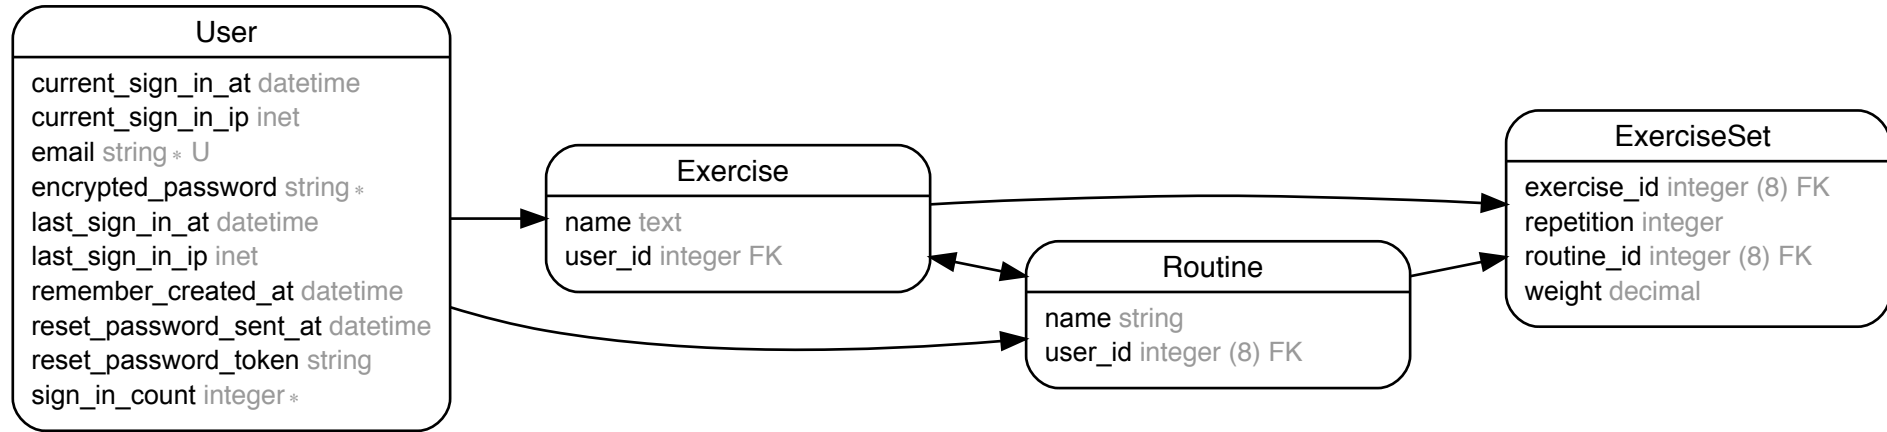 User
current_sign_in_at datetime
current_sign_in_ip inet
email string ∗ U
encrypted_password string ∗
last_sign_in_at datetime
last_sign_in_ip inet
remember_created_at datetime
reset_password_sent_at datetime
reset_password_token string
sign_in_count integer ∗
Exercise
name text
user_id integer FK
Routine
name string
user_id integer (8) FK
ExerciseSet
exercise_id integer (8) FK
repetition integer
routine_id integer (8) FK
weight decimal